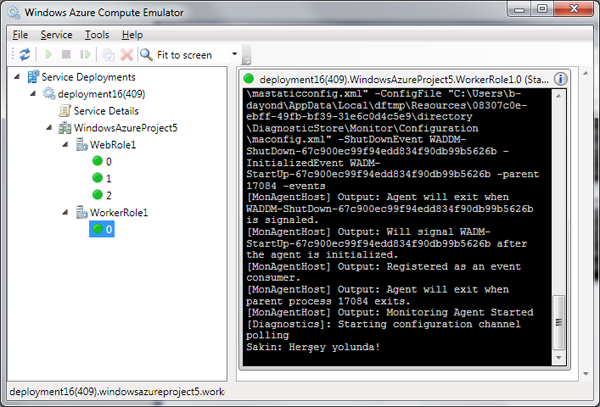 Windows Azure Compute Emulator
File Service Tools Help
Fit to screen
Service Deployments
deployment16(409)
Service Details
WindowsAzureProject5
WebRole1
0
1
2
WorkerRole1
0
deployment16(409).WindowsAzureProject5.WorkerRole1.0 (Sta...
\mastaticconfig.xml" -ConfigFile "C:\Users\b-
dayond\AppData\Local\dftmp\Resources\08307c0e-
ebff-49fb-bf39-31e6c0d4c5e9\directory
\DiagnosticStore\Monitor\Configuration
\maconfig.xml" -ShutDownEvent WADDM-
ShutDown-67c900ec99f94edd834f90db99b5626b -
InitializedEvent WADM-
StartUp-67c900ec99f94edd834f90db99b5626b -parent
17084 -events
[MonAgentHost] Output: Agent will exit when
WADDM-ShutDown-67c900ec99f94edd834f90db99b5626b
is signaled.
[MonAgentHost] Output: Will signal WADM-
StartUp-67c900ec99f94edd834f90db99b5626b after
the agent is initialized.
[MonAgentHost] Output: Registered as an event
consumer.
[MonAgentHost] Output: Agent will exit when
parent process 17084 exits.
[MonAgentHost] Output: Monitoring Agent Started
[Diagnostics]: Starting configuration channel
polling
Sakin: Herşey yolunda!
deployment16(409).windowsazureproject5.work